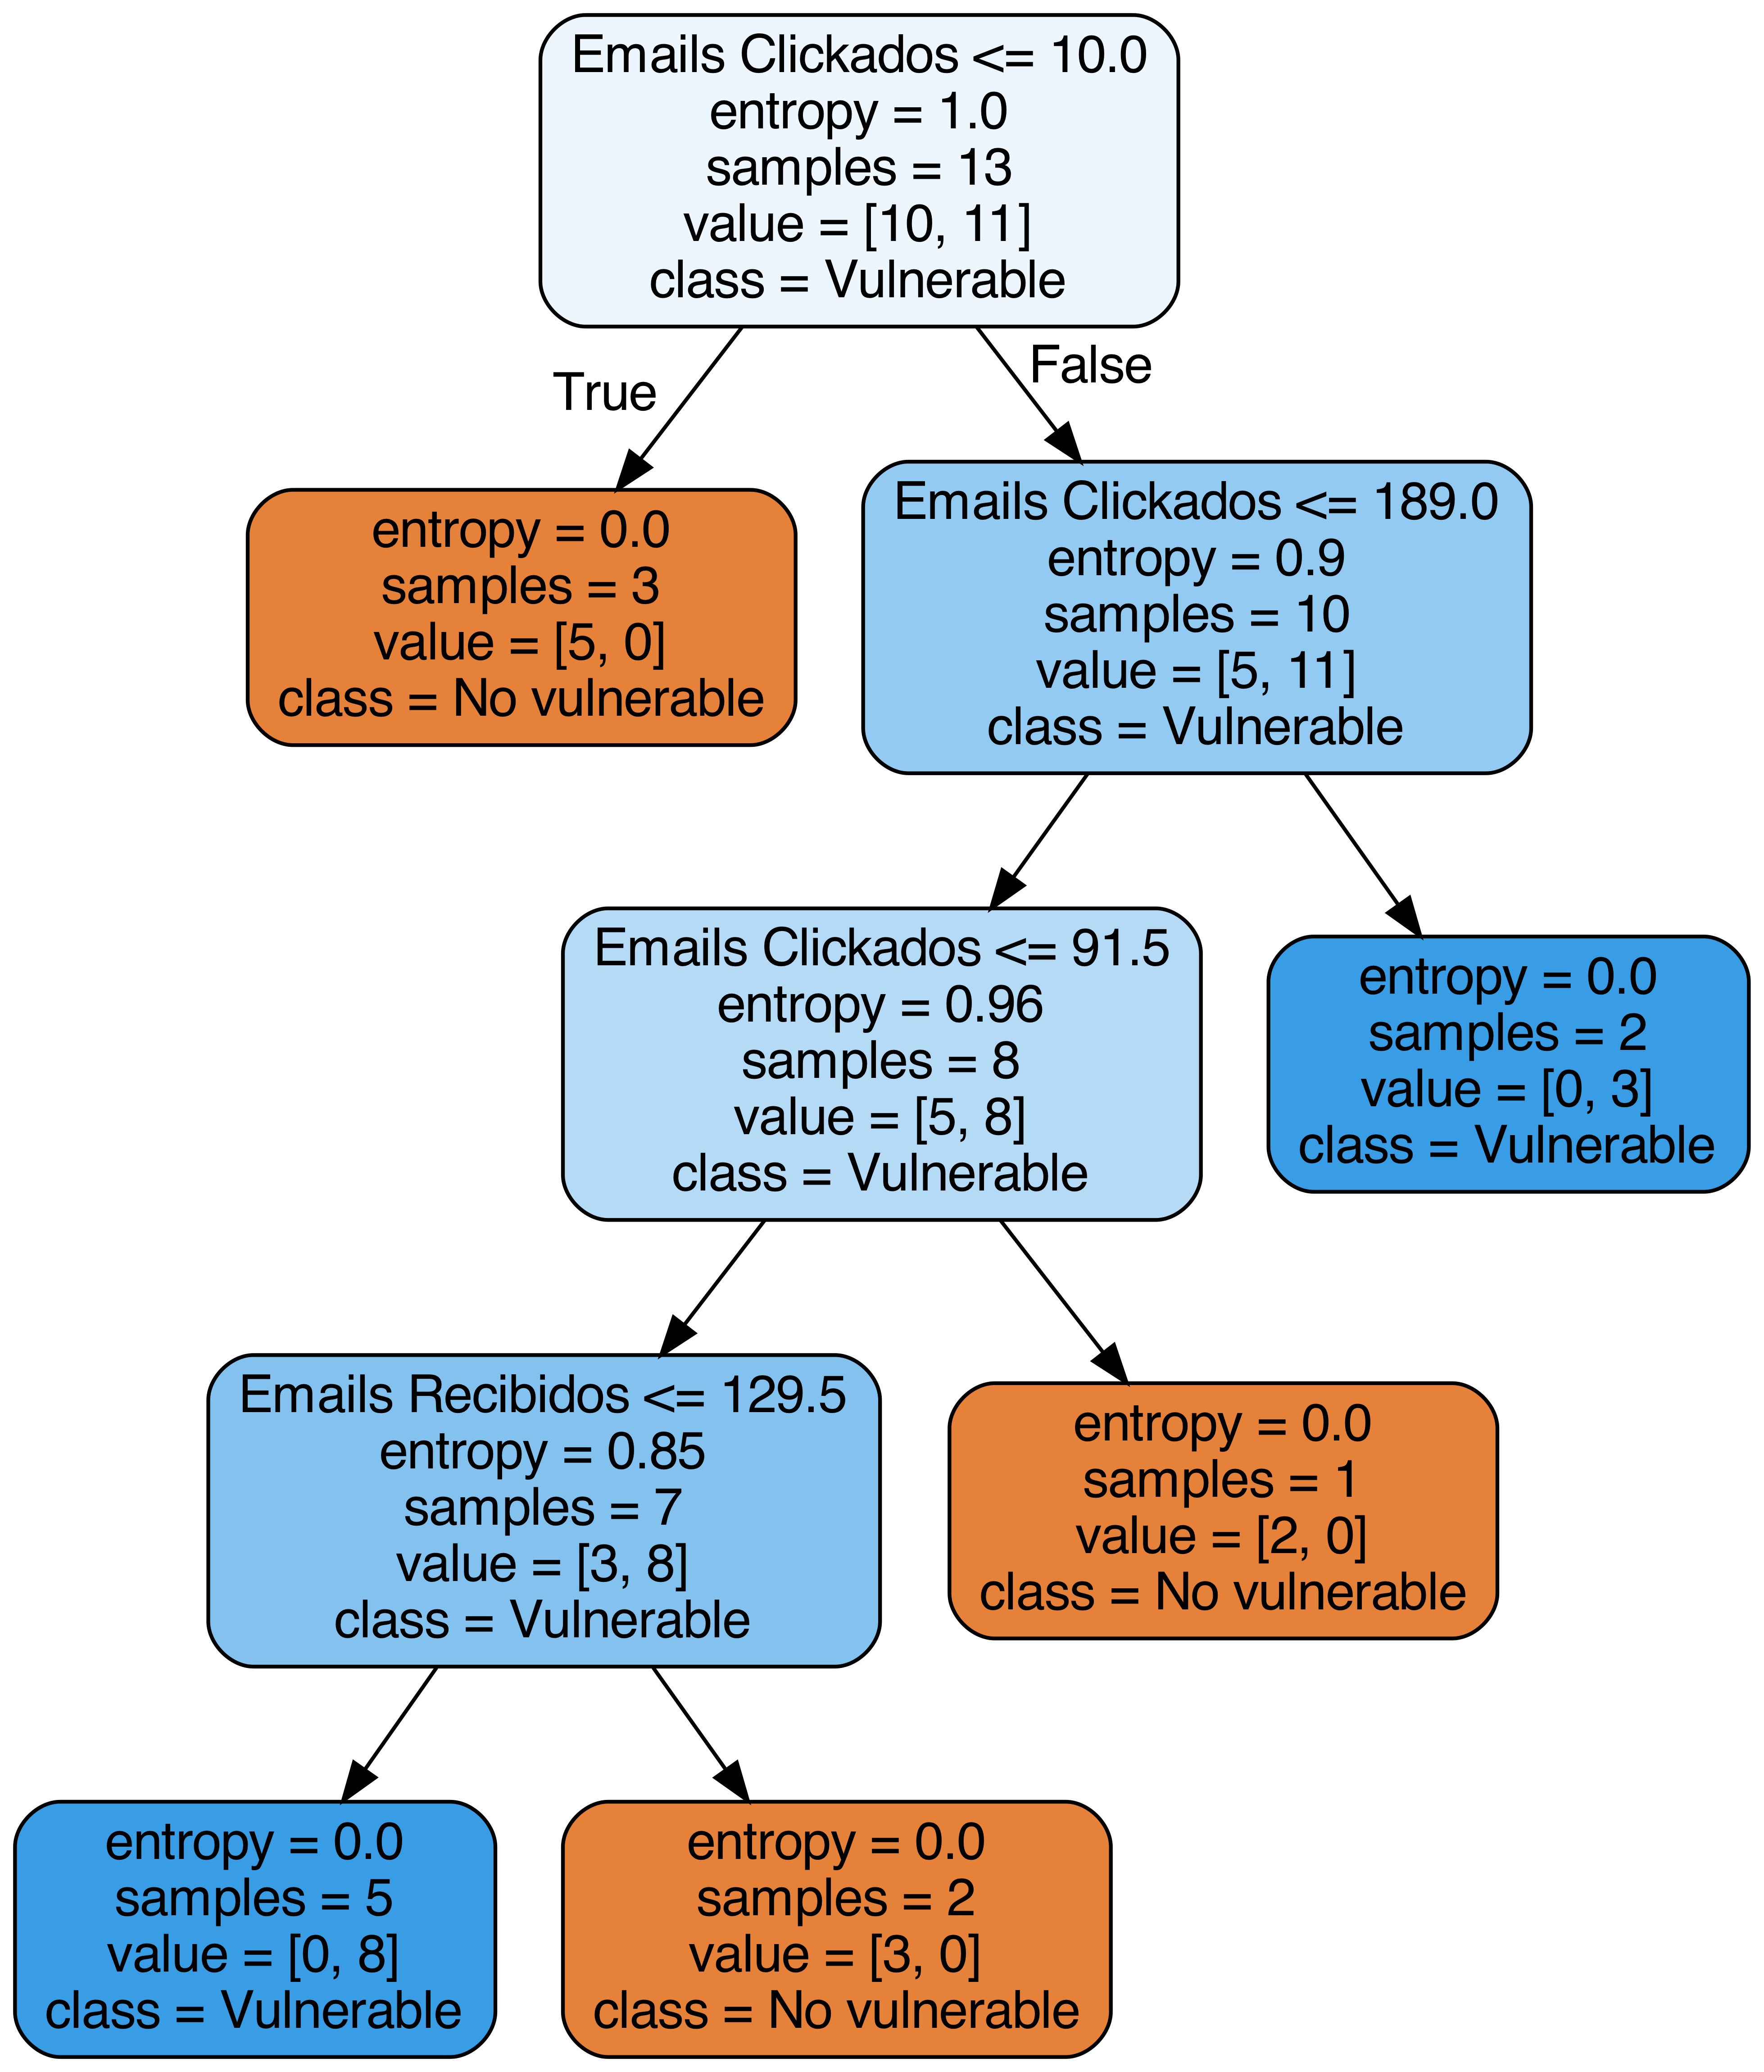 Emails Clickados <= 10.0
entropy = 1.0
samples = 13
value = [10, 11]
class = Vulnerable
True
False
entropy = 0.0
samples = 3
value = [5, 0]
class = No vulnerable
Emails Clickados <= 189.0
entropy = 0.9
samples = 10
value = [5, 11]
class = Vulnerable
Emails Clickados <= 91.5
entropy = 0.96
samples = 8
value = [5, 8]
class = Vulnerable
entropy = 0.0
samples = 2
value = [0, 3]
class = Vulnerable
Emails Recibidos <= 129.5
entropy = 0.85
samples = 7
value = [3, 8]
class = Vulnerable
entropy = 0.0
samples = 1
value = [2, 0]
class = No vulnerable
entropy = 0.0
samples = 5
value = [0, 8]
class = Vulnerable
entropy = 0.0
samples = 2
value = [3, 0]
class = No vulnerable